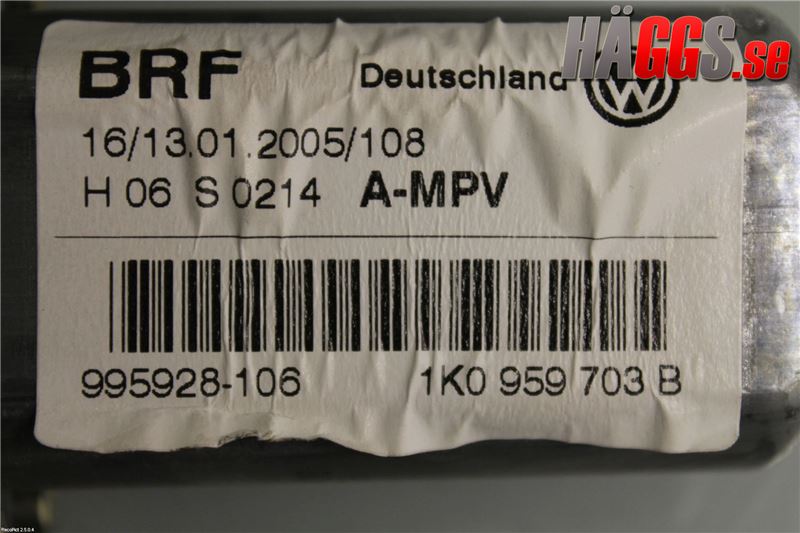 HÄGGS.se
BRF Deutschland
16/13.01.2005/108
H 06 S 0214 A-MPV
995928-106 1K0 959 703 B